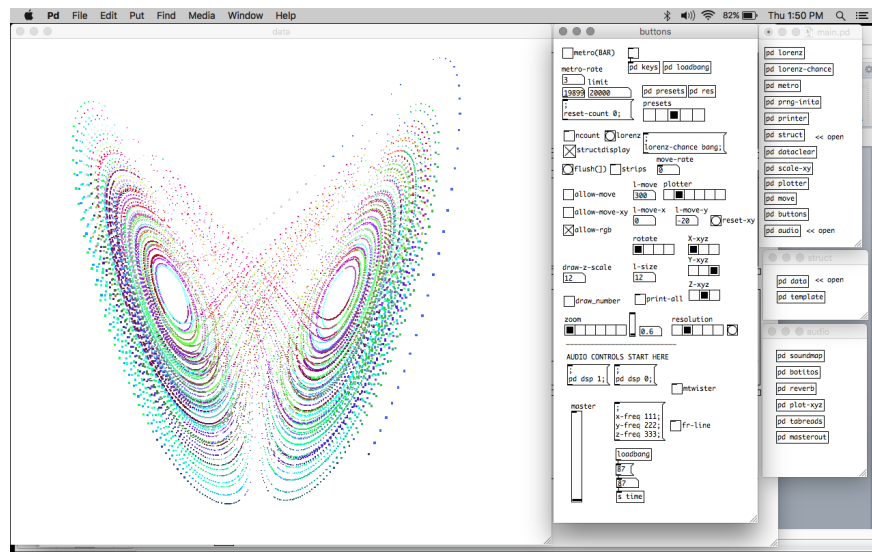 Pd File Edit Put Find Media Window Help
82% Thu 1:50 PM
data
buttons
metro(BAR)
metro-rate
3
limit
19899 20000
;
reset-count 0;
pd keys pd loadbang
pd presets pd res
presets
ncount lorenz
;
lorenz-chance bang;
structdisplay
move-rate
0
flush(]) strips
allow-move
l-move plotter
300
allow-move-xy
l-move-x l-move-y
0 -20 reset-xy
allow-rgb
rotate X-xyz
Y-xyz
draw-z-scale l-size
12 12
Z-xyz
draw_number print-all
zoom resolution
0.6
--------------------------------
AUDIO CONTROLS START HERE
; ;
pd dsp 1; pd dsp 0;
mtwister
master
;
x-freq 111;
y-freq 222;
z-freq 333;
fr-line
loadbang
87
87
s time
main.pd
pd lorenz
pd lorenz-chance
pd metro
pd prng-inita
pd printer
pd struct << open
pd dataclear
pd scale-xy
pd plotter
pd move
pd buttons
pd audio << open
struct
pd data << open
pd template
audio
pd soundmap
pd botitos
pd reverb
pd plot-xyz
pd tabreads
pd masterout